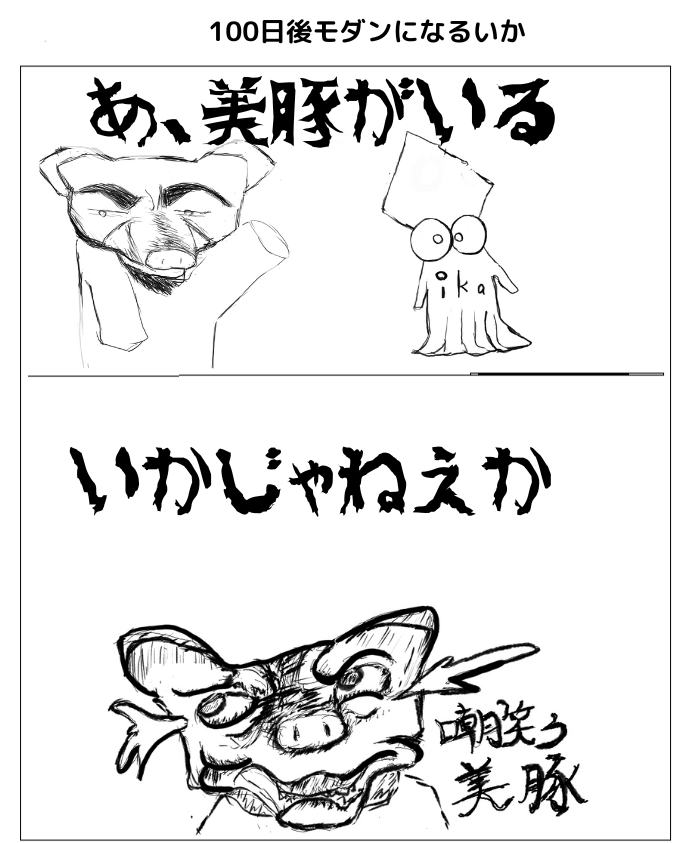 100日後モダンになるいか
あ、美豚がいる
ika
いかじゃねえか
嘲笑う
美豚